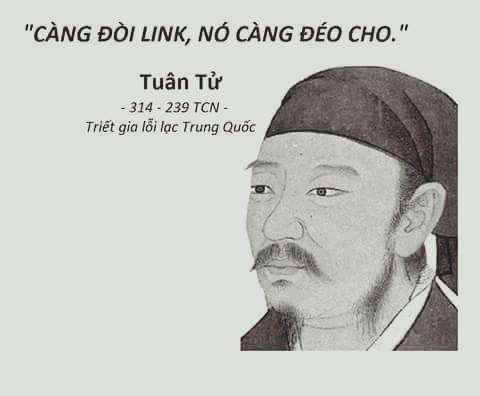 "CÀNG ĐÒI LINK, NÓ CÀNG ĐÉO CHO."
Tuân Tử
- 314 - 239 TCN -
Triết gia lỗi lạc Trung Quốc